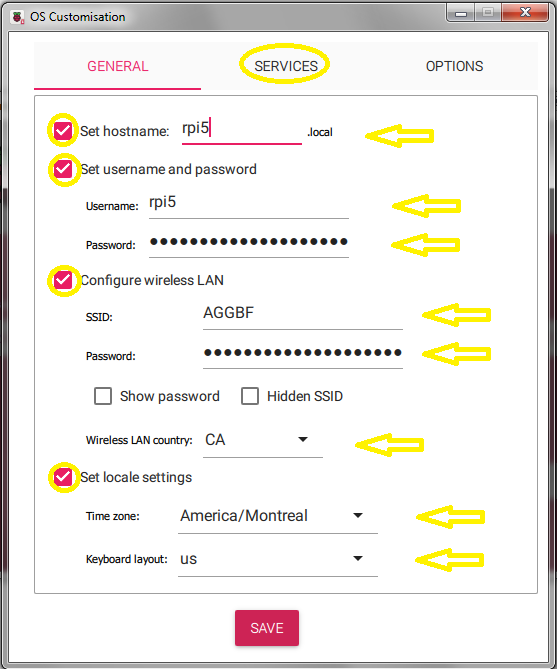 OS Customisation
GENERAL SERVICES OPTIONS
Set hostname: rpi5 .local
Set username and password
Username: rpi5
Password: ••••••••••••••••••••
Configure wireless LAN
SSID: AGGBF
Password: ••••••••••••••••••••
Show password Hidden SSID
Wireless LAN country: CA
Set locale settings
Time zone: America/Montreal
Keyboard layout: us
SAVE